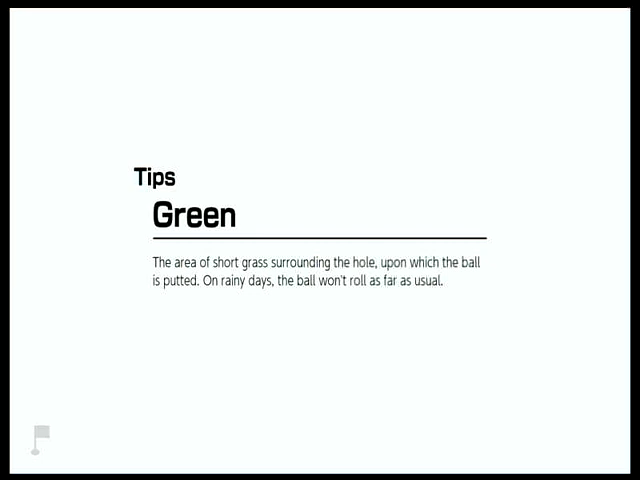 Tips
Green
The area of short grass surrounding the hole, upon which the ball
is putted. On rainy days, the ball won't roll as far as usual.